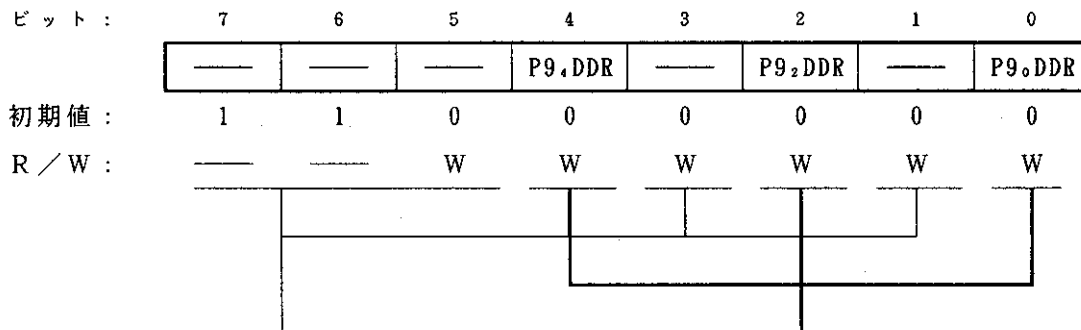 ビット： 7 6 5 4 3 2 1 0
— — — P9₄DDR — P9₂DDR — P9₀DDR
初期値： 1 1 0 0 0 0 0 0
R／W： — — W W W W W W